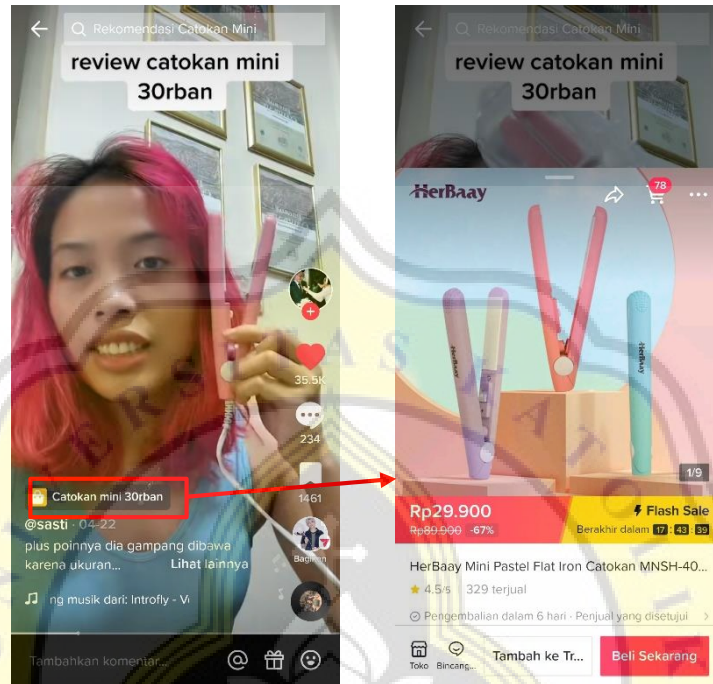 Rekomendasi Catokan Mini
review catokan mini
30rban
35.5K
234
1461
Catokan mini 30rban
@sasti · 04-22
plus poinnya dia gampang dibawa
karena ukuran... Lihat lainnya
Bagikan
ng musik dari: Introfly - Vi
Tambahkan komentar...
Rekomendasi Catokan Mini
review catokan mini
30rban
HerBaay
78
HerBaay
HerBaay
1/9
Rp29.900
Flash Sale
Rp89.900 -67%
Berakhir dalam 17 : 43 : 39
HerBaay Mini Pastel Flat Iron Catokan MNSH-40...
4.5/5 329 terjual
Pengembalian dalam 6 hari · Penjual yang disetujui
Toko
Bincang...
Tambah ke Tr...
Beli Sekarang